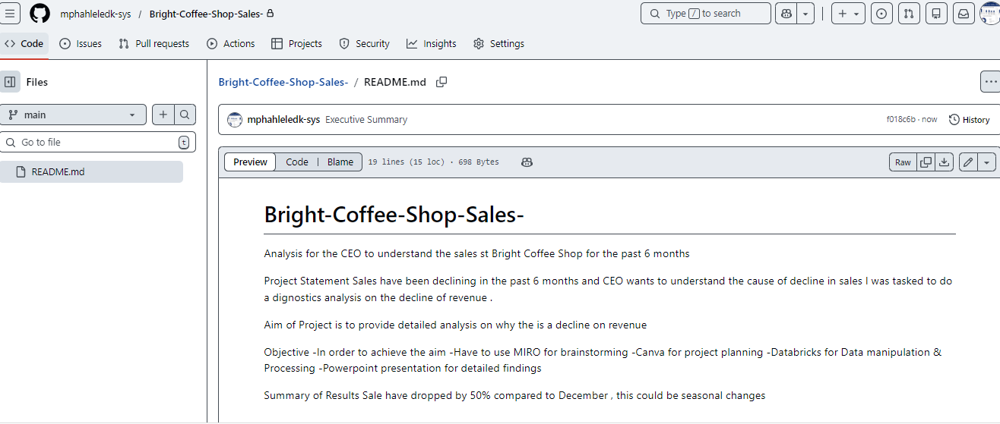 mphahleledk-sys / Bright-Coffee-Shop-Sales-
Type / to search
Code
Issues
Pull requests
Actions
Projects
Security
Insights
Settings
Files
Bright-Coffee-Shop-Sales- / README.md
main
mphahleledk-sys Executive Summary
f018c6b · now
History
Go to file
t
Preview
Code
Blame
19 lines (15 loc) · 698 Bytes
Raw
README.md
Bright-Coffee-Shop-Sales-
Analysis for the CEO to understand the sales st Bright Coffee Shop for the past 6 months
Project Statement Sales have been declining in the past 6 months and CEO wants to understand the cause of decline in sales I was tasked to do
a dignostics analysis on the decline of revenue .
Aim of Project is to provide detailed analysis on why the is a decline on revenue
Objective -In order to achieve the aim -Have to use MIRO for brainstorming -Canva for project planning -Databricks for Data manipulation &
Processing -Powerpoint presentation for detailed findings
Summary of Results Sale have dropped by 50% compared to December , this could be seasonal changes